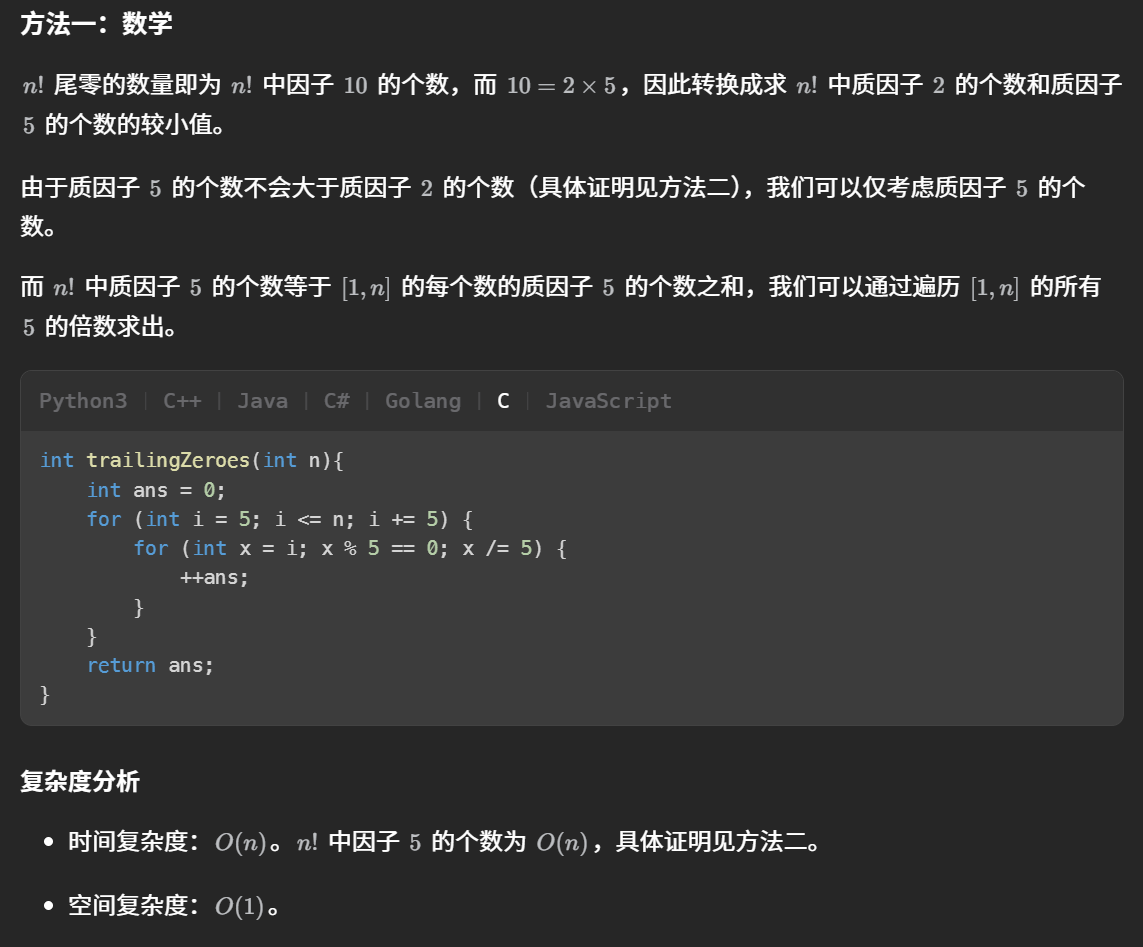 方法一：数学
n! 尾零的数量即为 n! 中因子 10 的个数，而 10 = 2 × 5，因此转换成求 n! 中质因子 2 的个数和质因子
5 的个数的较小值。
由于质因子 5 的个数不会大于质因子 2 的个数（具体证明见方法二），我们可以仅考虑质因子 5 的个
数。
而 n! 中质因子 5 的个数等于 [1, n] 的每个数的质因子 5 的个数之和，我们可以通过遍历 [1, n] 的所有
5 的倍数求出。
Python3 | C++ | Java | C# | Golang | C | JavaScript
int trailingZeroes(int n){
    int ans = 0;
    for (int i = 5; i <= n; i += 5) {
        for (int x = i; x % 5 == 0; x /= 5) {
            ++ans;
        }
    }
    return ans;
}
复杂度分析
• 时间复杂度：O(n)。n! 中因子 5 的个数为 O(n)，具体证明见方法二。
• 空间复杂度：O(1)。